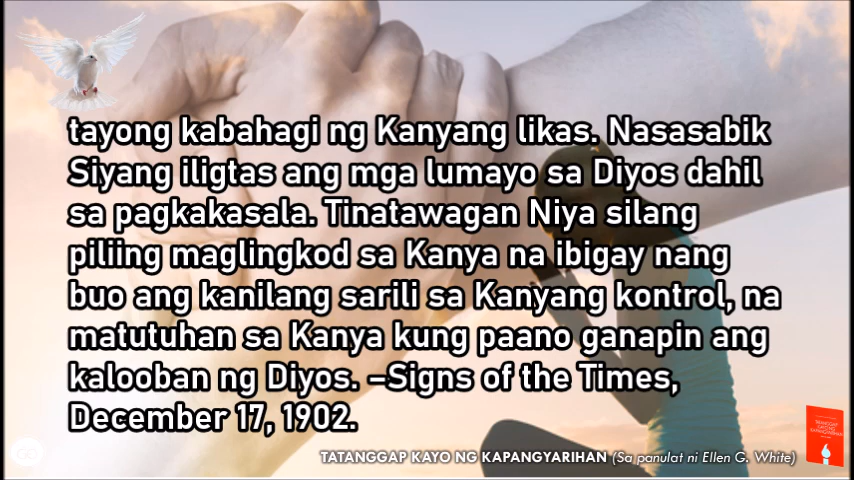 tayong kabahagi ng Kanyang likas. Nasasabik
Siyang iligtas ang mga lumayo sa Diyos dahil
sa pagkakasala. Tinatawagan Niya silang
piliing maglingkod sa Kanya na ibigay nang
buo ang kanilang sarili sa Kanyang kontrol, na
matutuhan sa Kanya kung paano ganapin ang
kalooban ng Diyos. –Signs of the Times,
December 17, 1902.
TATANGGAP KAYO NG KAPANGYARIHAN (Sa panulat ni Ellen G. White)